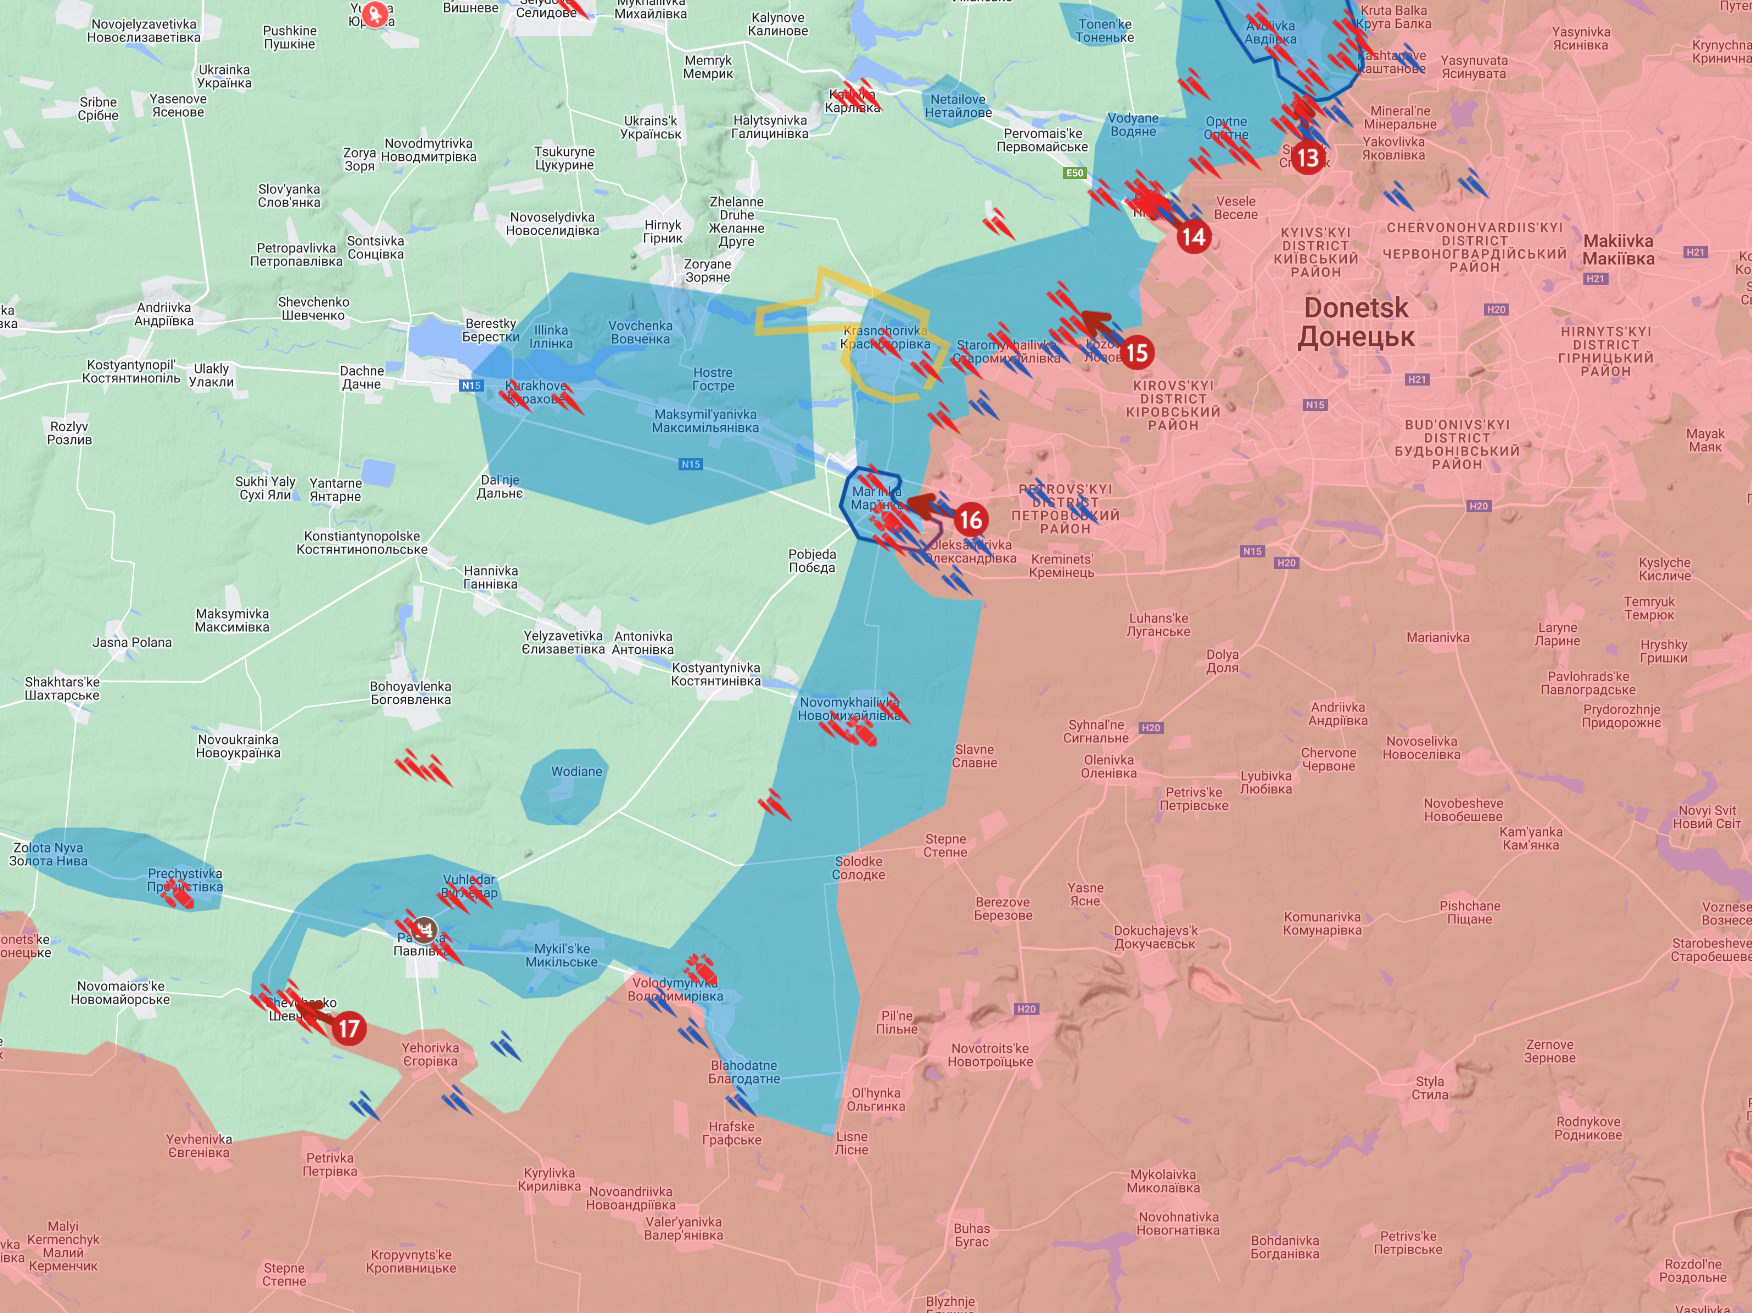 Novojelyzavetivka
Новоєлизаветівка
Pushkine
Пушкіне
Вишневе
Селидове
Mykhailivka
Михайлівка
Kalynove
Калинове
Tonen'ke
Тоненьке
Avdiivka
Авдіївка
Kruta Balka
Крута Балка
Kashtanove
Каштанове
Yasynivka
Ясинівка
Yasynuvata
Ясинувата
Ukrainka
Українка
Memryk
Мемрик
Sribne
Срібне
Yasenove
Ясенове
Карлівка
Netailove
Нетайлове
Ukrains'k
Українськ
Halytsynivka
Галицинівка
Vodyane
Водяне
Opytne
Mineral'ne
Мінеральне
Pervomais'ke
Первомайське
Novodmytrivka
Новодмитрівка
Zorya
Зоря
Tsukuryne
Цукурине
Yakovlivka
Яковлівка
13
E50
Slov'yanka
Слов'янка
Zhelanne
Druhe
Желанне
Друге
Vesele
Веселе
Novoselydivka
Новоселидівка
Hirnyk
Гірник
14
Petropavlivka
Петропавлівка
Sontsivka
Сонцівка
KYIVS'KYI
DISTRICT
КИЇВСЬКИЙ
РАЙОН
CHERVONOHVARDIIS'KYI
DISTRICT
ЧЕРВОНОГВАРДІЙСЬКИЙ
РАЙОН
Makiivka
Макіївка
H21
H21
Zoryane
Зоряне
Andriivka
Андріївка
Shevchenko
Шевченко
Berestky
Берестки
Illinka
Іллінка
Vovchenka
Вовченка
Krasnohorivka
Красногорівка
Staromykhailivka
Старомихайлівка
15
Donetsk
Донецьк
H20
HIRNYTS'KYI
DISTRICT
ГІРНИЦЬКИЙ
РАЙОН
Kostyantynopil'
Костянтинопіль
Ulakly
Улакли
Dachne
Дачне
N15
Kurakhove
Курахове
Hostre
Гостре
H21
KIROVS'KYI
DISTRICT
КІРОВСЬКИЙ
РАЙОН
N15
Maksymil'yanivka
Максимільянівка
Rozlyv
Розлив
BUD'ONIVS'KYI
DISTRICT
БУДЬОНІВСЬКИЙ
РАЙОН
Mayak
Маяк
N15
Sukhi Yaly
Сухі Яли
Yantarne
Янтарне
Dal'nje
Дальнє
Mar'inka
Мар'їнка
PETROVS'KYI
DISTRICT
ПЕТРОВСЬКИЙ
РАЙОН
16
H20
Konstiantynopolske
Костянтинопольське
Pobjeda
Побєда
Oleksandrivka
Олександрівка
Kreminets'
Кремінець
N15
H20
Hannivka
Ганнівка
Kyslyche
Кисличе
Maksymivka
Максимівка
Temryuk
Темрюк
Jasna Polana
Yelyzavetivka
Єлизаветівка
Antonivka
Антонівка
Luhans'ke
Луганське
Marianivka
Laryne
Ларине
Hryshky
Гришки
Kostyantynivka
Костянтинівка
Dolya
Доля
Shakhtars'ke
Шахтарське
Bohoyavlenka
Богоявленка
Pavlohrads'ke
Павлоградське
Novomykhailivka
Новомихайлівка
Andriivka
Андріївка
Prydorozhnje
Придорожнє
Syhnal'ne
Сигнальне
H20
Novoukrainka
Новоукраїнка
Slavne
Славне
Olenivka
Оленівка
Chervone
Червоне
Novoselivka
Новоселівка
Wodiane
Lyubivka
Любівка
Petrivs'ke
Петрівське
Novobesheve
Новобешеве
Novyi Svit
Новий Світ
Zolota Nyva
Золота Нива
Stepne
Степне
Kam'yanka
Кам'янка
Solodke
Солодке
Prechystivka
Пречистівка
Vuhledar
Вугледар
Yasne
Ясне
Berezove
Березове
Komunarivka
Комунарівка
Pishchane
Піщане
Павлівка
Mykil's'ke
Микільське
Dokuchajevs'k
Докучаєвськ
Starobesheve
Старобешеве
Novomaiors'ke
Новомайорське
Volodymyrivka
Володимирівка
Shevchenko
17
H20
Pil'ne
Пільне
Yehorivka
Єгорівка
Novotroits'ke
Новотроїцьке
Zernove
Зернове
Blahodatne
Благодатне
Styla
Стила
Ol'hynka
Ольгинка
Yevhenivka
Євгенівка
Hrafske
Графське
Lisne
Лісне
Rodnykove
Родникове
Petrivka
Петрівка
Kyrylivka
Кирилівка
Mykolaivka
Миколаївка
Novoandriivka
Новоандріївка
Valer'yanivka
Валер'янівка
Novohnativka
Новогнатівка
Malyi
Kermenchyk
Малий
Керменчик
Buhas
Бугас
Bohdanivka
Богданівка
Petrivs'ke
Петрівське
Kropyvnyts'ke
Кропивницьке
Stepne
Степне
Rozdol'ne
Роздольне
Blyzhnje